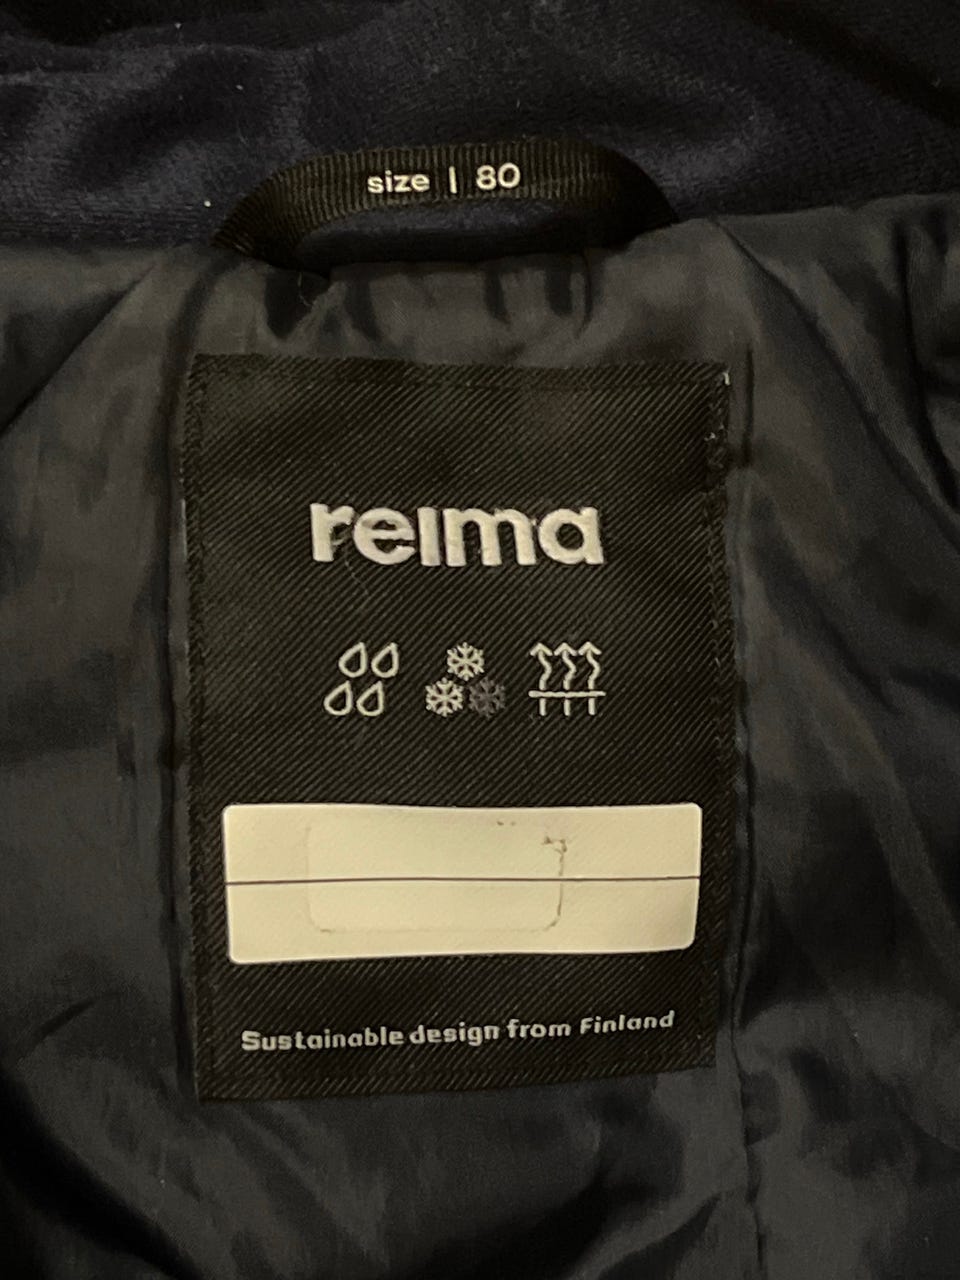 size | 80
reima
Sustainable design from Finland